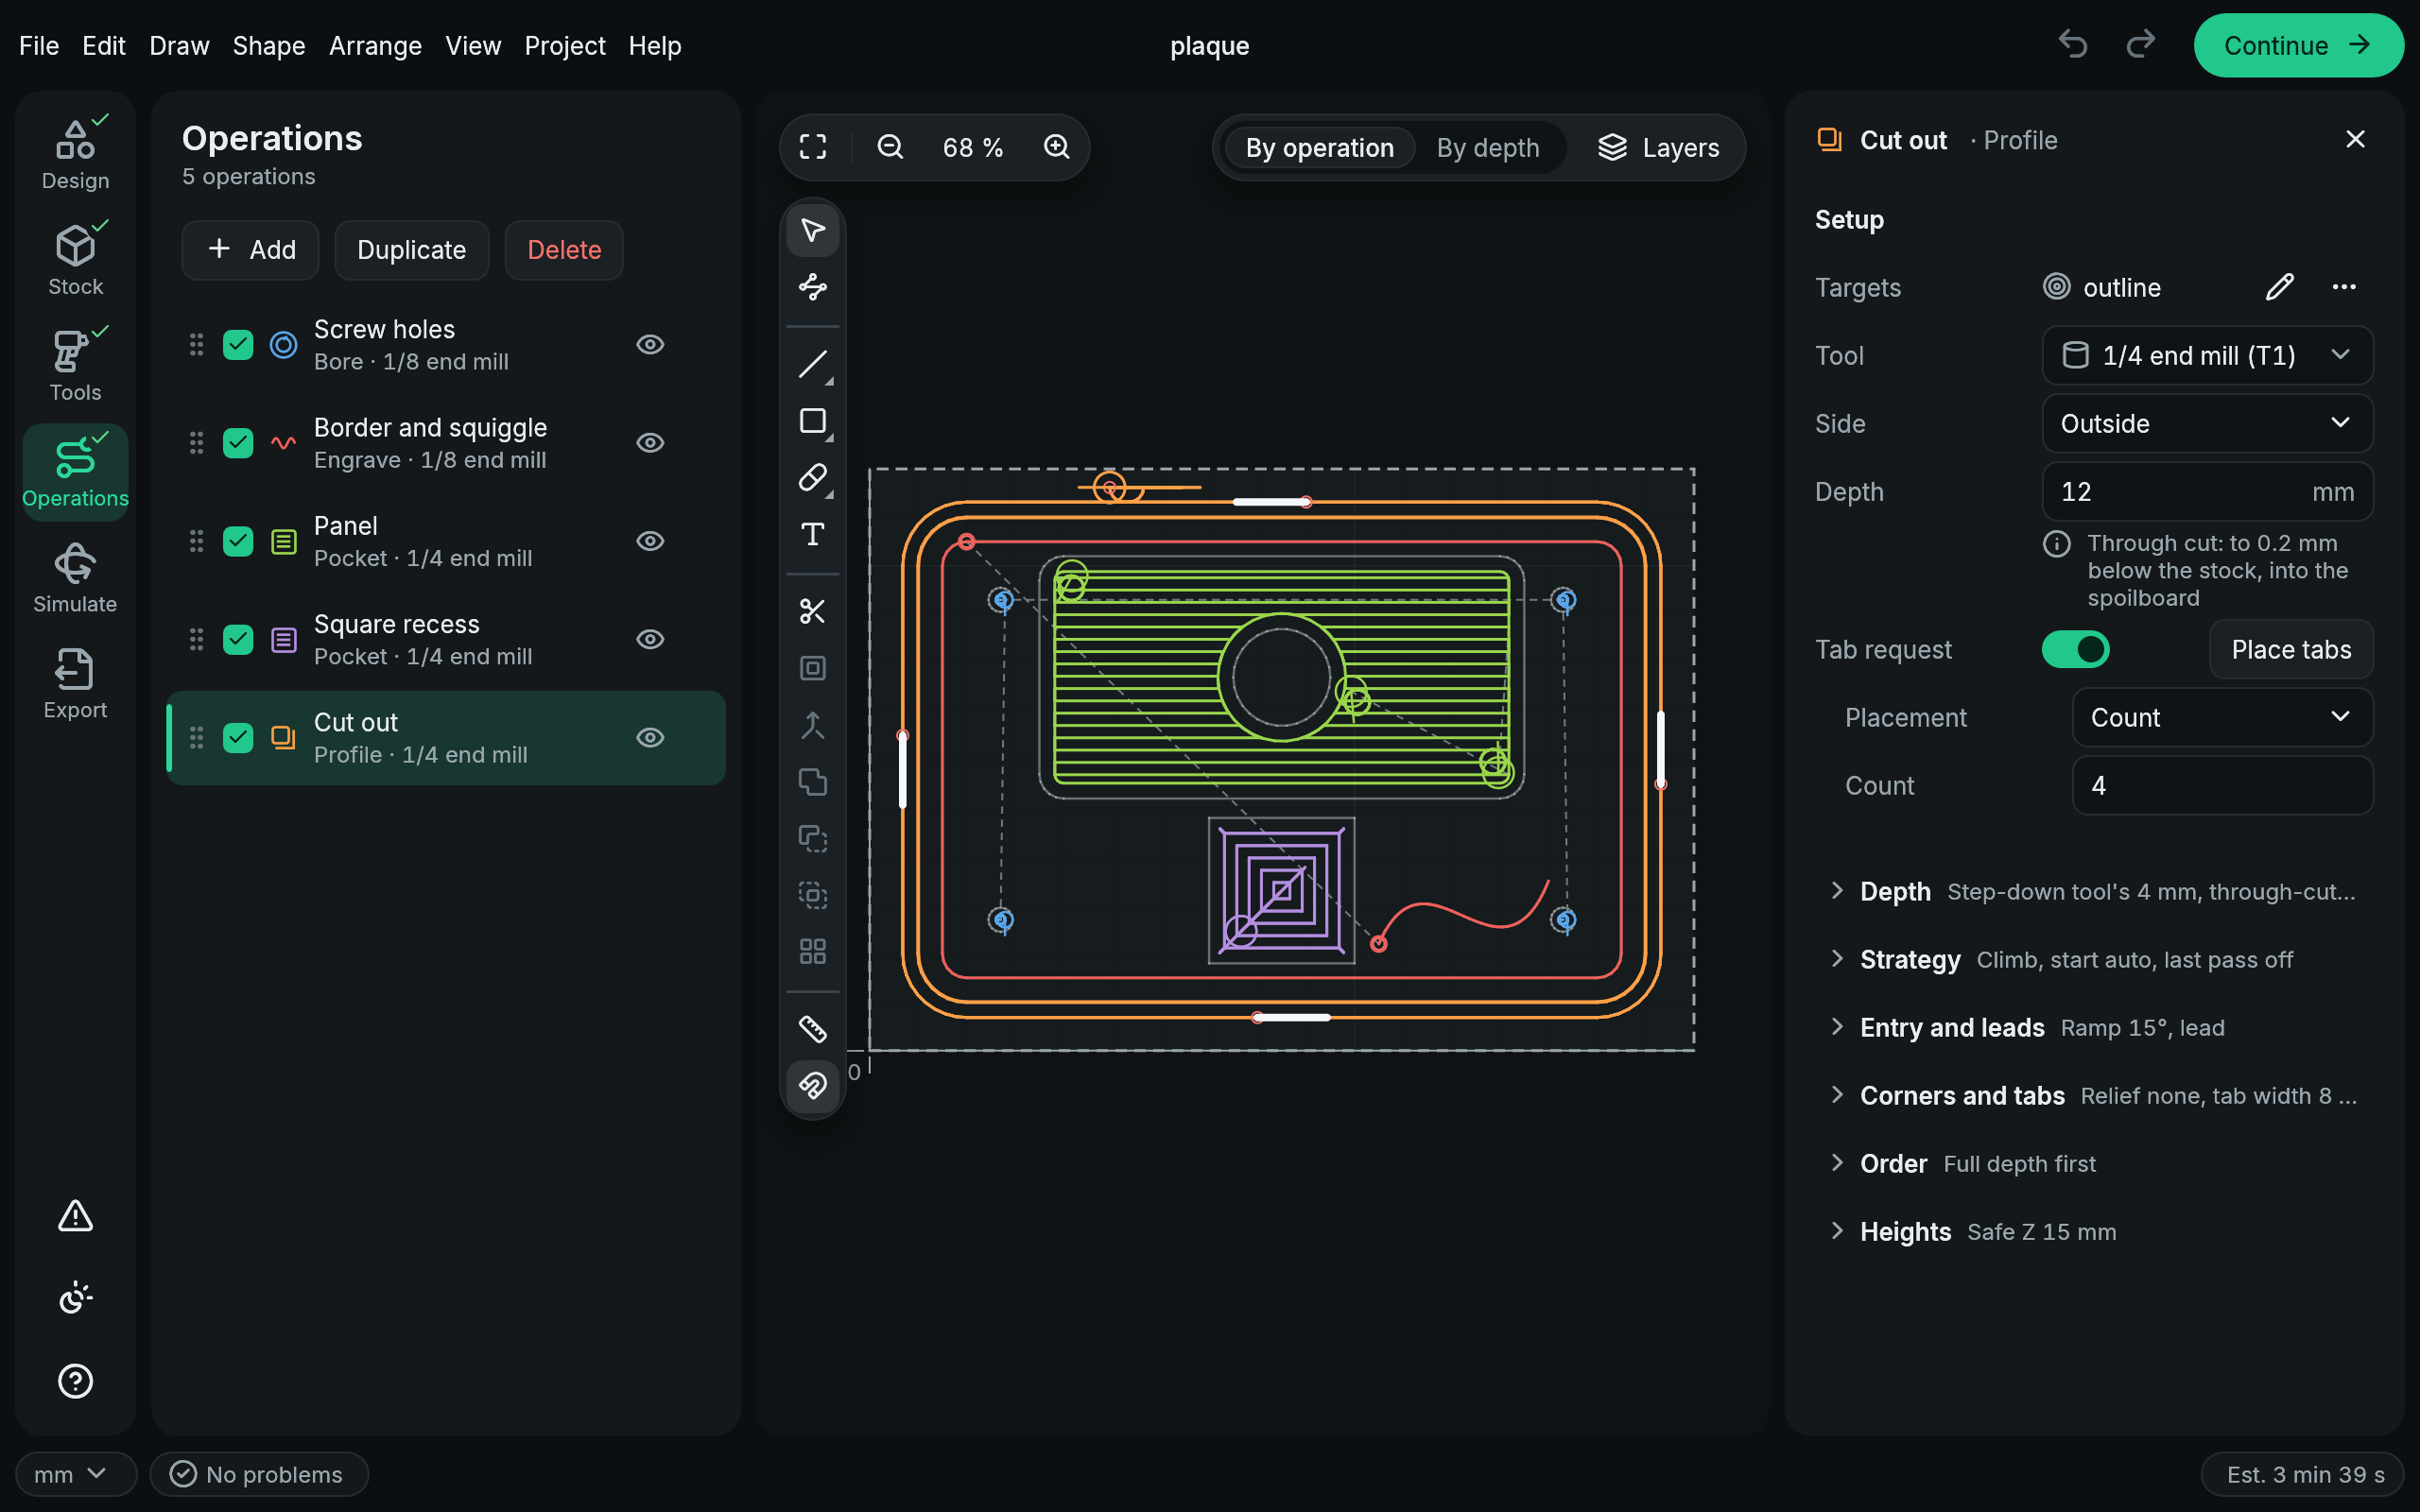 File Edit Draw Shape Arrange View Project Help
plaque
Continue
Design
Stock
Tools
Operations
Simulate
Export
Operations
5 operations
Add Duplicate Delete
Screw holes
Bore · 1/8 end mill
Border and squiggle
Engrave · 1/8 end mill
Panel
Pocket · 1/4 end mill
Square recess
Pocket · 1/4 end mill
Cut out
Profile · 1/4 end mill
68 %
By operation By depth Layers
0
Cut out · Profile
Setup
Targets outline
Tool 1/4 end mill (T1)
Side Outside
Depth 12 mm
Through cut: to 0.2 mm
below the stock, into the
spoilboard
Tab request Place tabs
Placement Count
Count 4
Depth Step-down tool's 4 mm, through-cut...
Strategy Climb, start auto, last pass off
Entry and leads Ramp 15°, lead
Corners and tabs Relief none, tab width 8 ...
Order Full depth first
Heights Safe Z 15 mm
mm
No problems
Est. 3 min 39 s